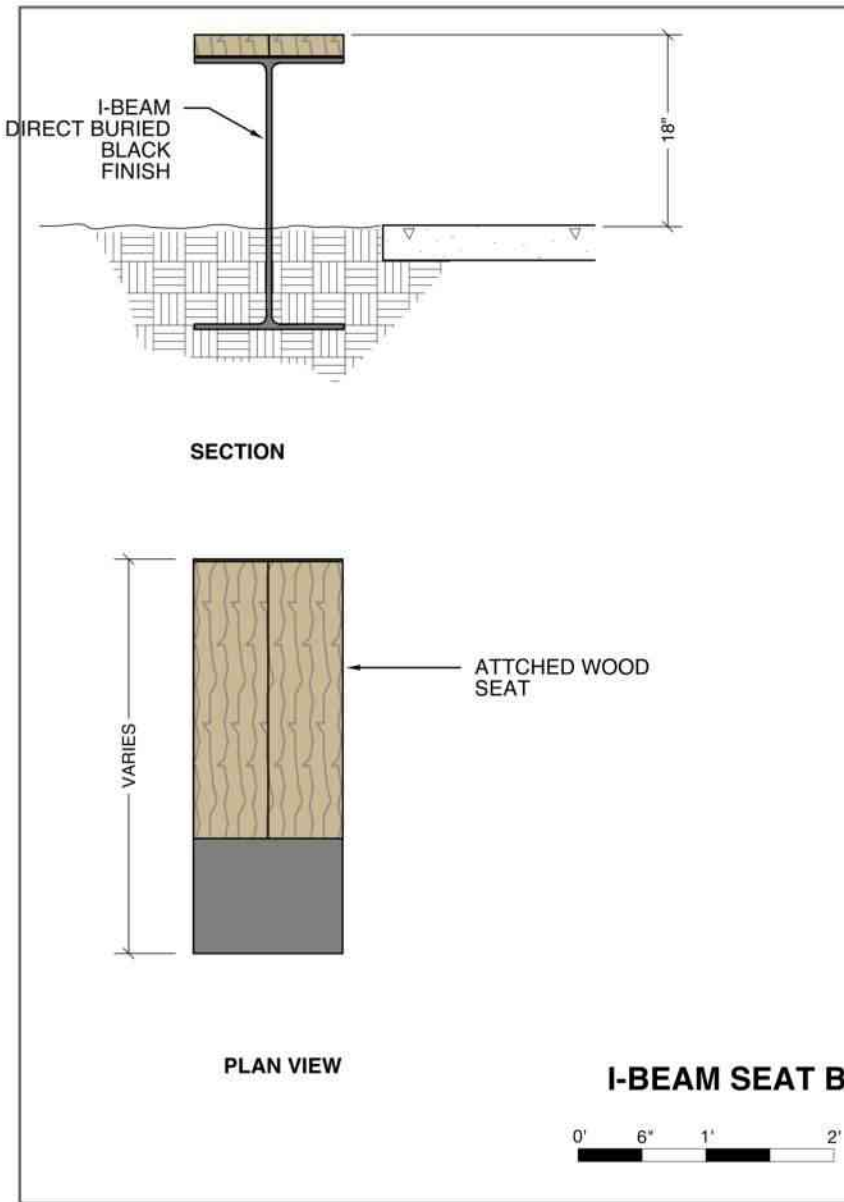 I-BEAM
DIRECT BURIED
BLACK
FINISH
18"
SECTION
VARIES
ATTCHED WOOD
SEAT
PLAN VIEW
I-BEAM SEAT B
0' 6" 1' 2'